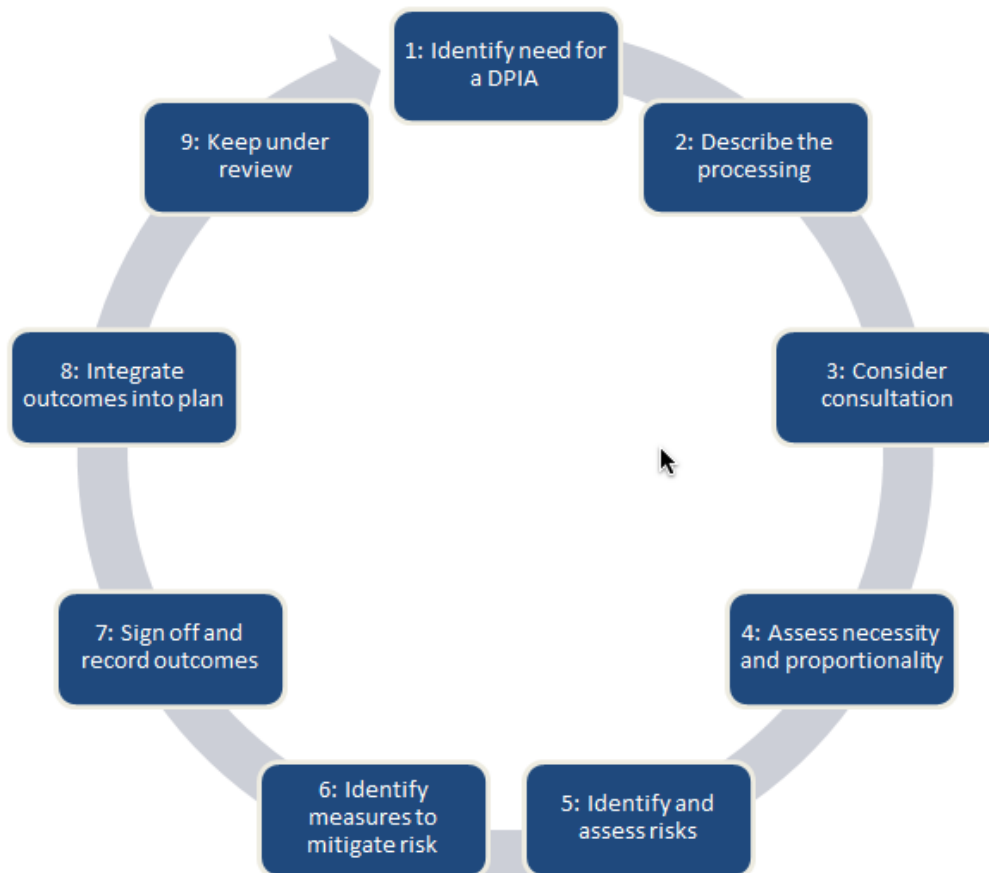 1: Identify need for
a DPIA
2: Describe the
processing
3: Consider
consultation
4: Assess necessity
and proportionality
5: Identify and
assess risks
6: Identify
measures to
mitigate risk
7: Sign off and
record outcomes
8: Integrate
outcomes into plan
9: Keep under
review